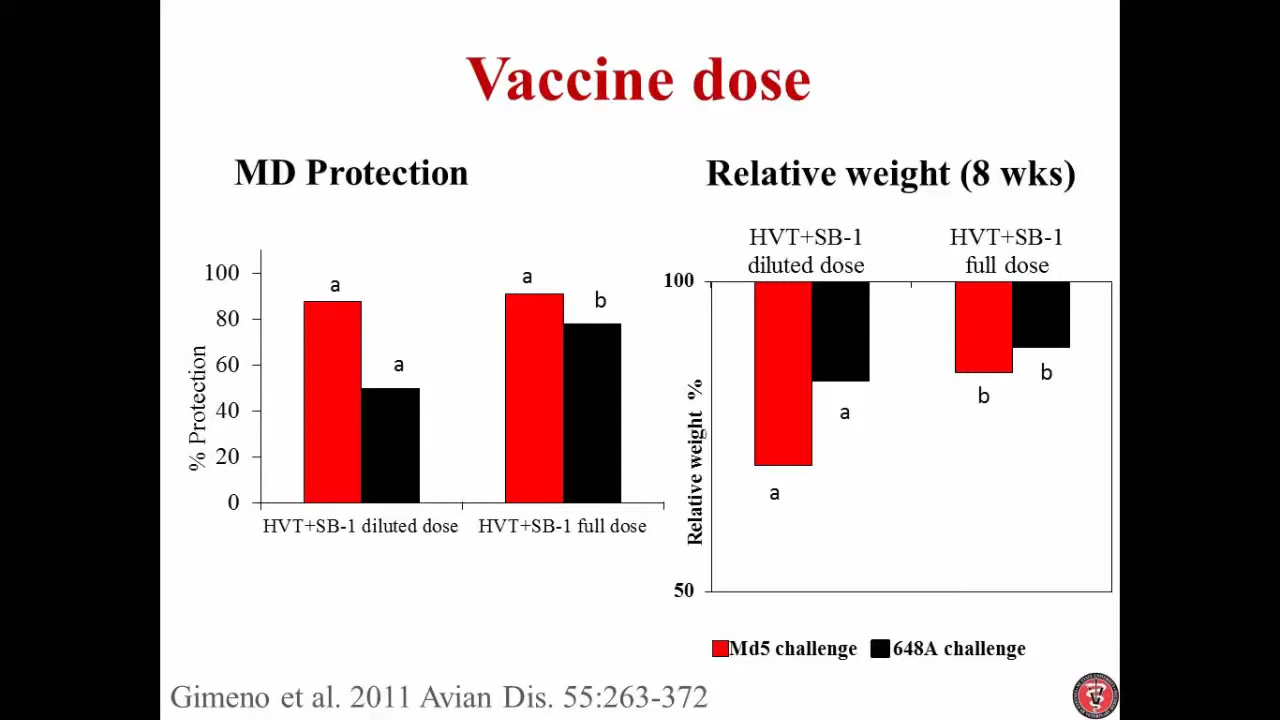 Vaccine dose
MD Protection
100
80
60
40
20
0
% Protection
a
a
a
b
HVT+SB-1 diluted dose
HVT+SB-1 full dose
Relative weight (8 wks)
HVT+SB-1
diluted dose
HVT+SB-1
full dose
100
50
Relative weight %
a
a
b
b
Md5 challenge
648A challenge
Gimeno et al. 2011 Avian Dis. 55:263-372